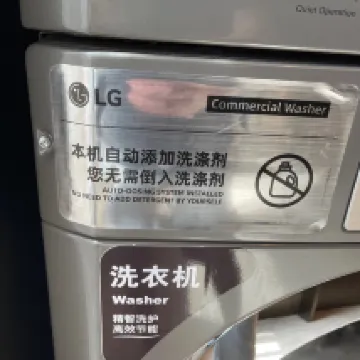 Quiet Operation
LG
Commercial Washer
本机自动添加洗涤剂
您无需倒入洗涤剂
AUTO-DOSING SYSTEM INSTALLED
NO NEED TO ADD DETERGENT BY YOURSELF
洗衣机
Washer
精智洗护
高效节能